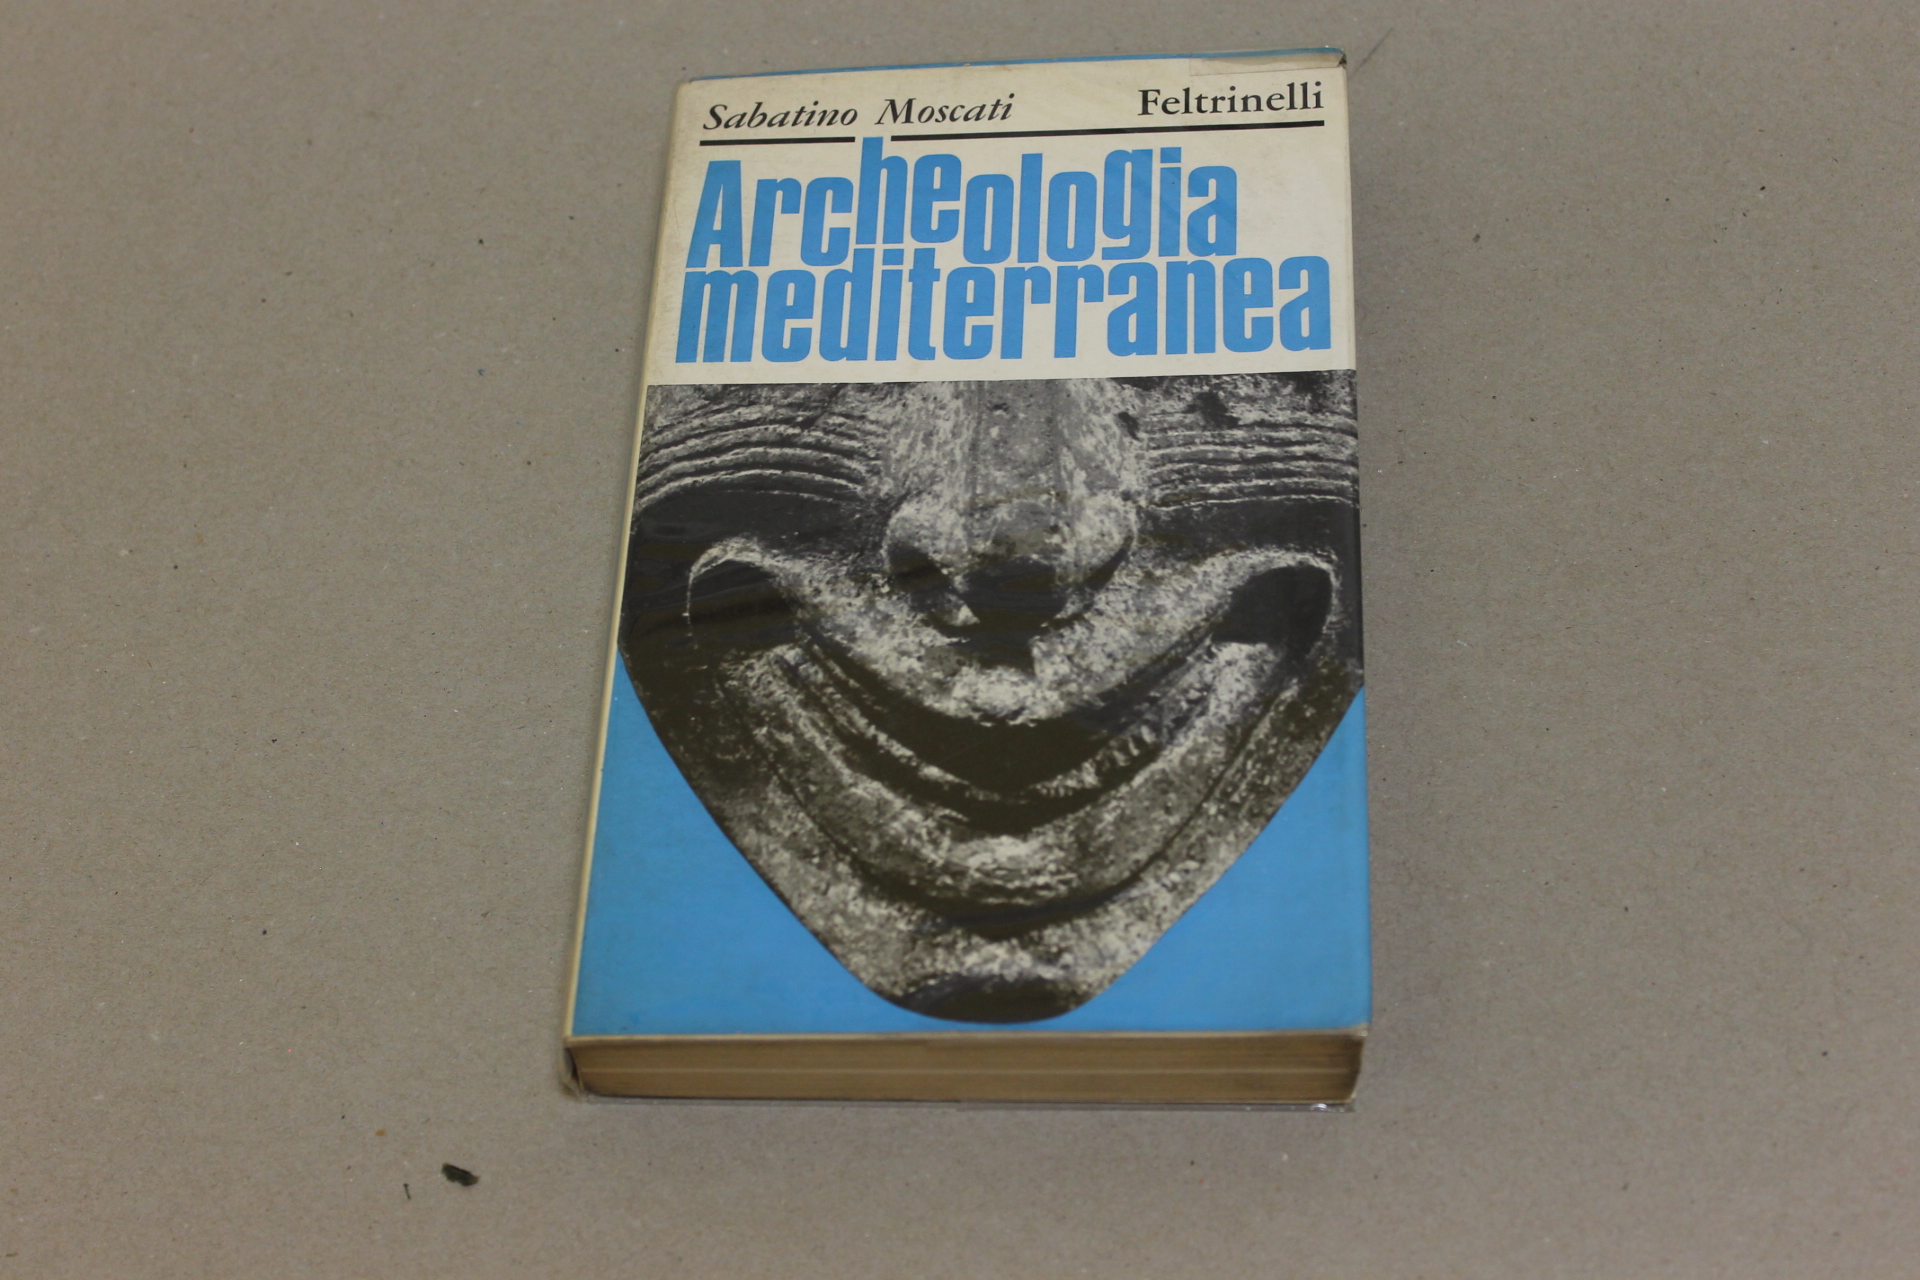 Sabatino Moscati Feltrinelli
Archeologia
mediterranea